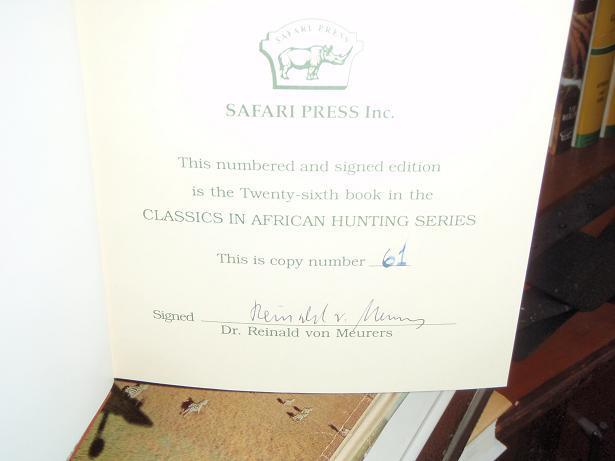 SAFARI PRESS
SAFARI PRESS Inc.
This numbered and signed edition
is the Twenty-sixth book in the
CLASSICS IN AFRICAN HUNTING SERIES
This is copy number 61
Signed Reinald v. Meurers
Dr. Reinald von Meurers